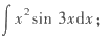 ∫ x² sin 3xdx;